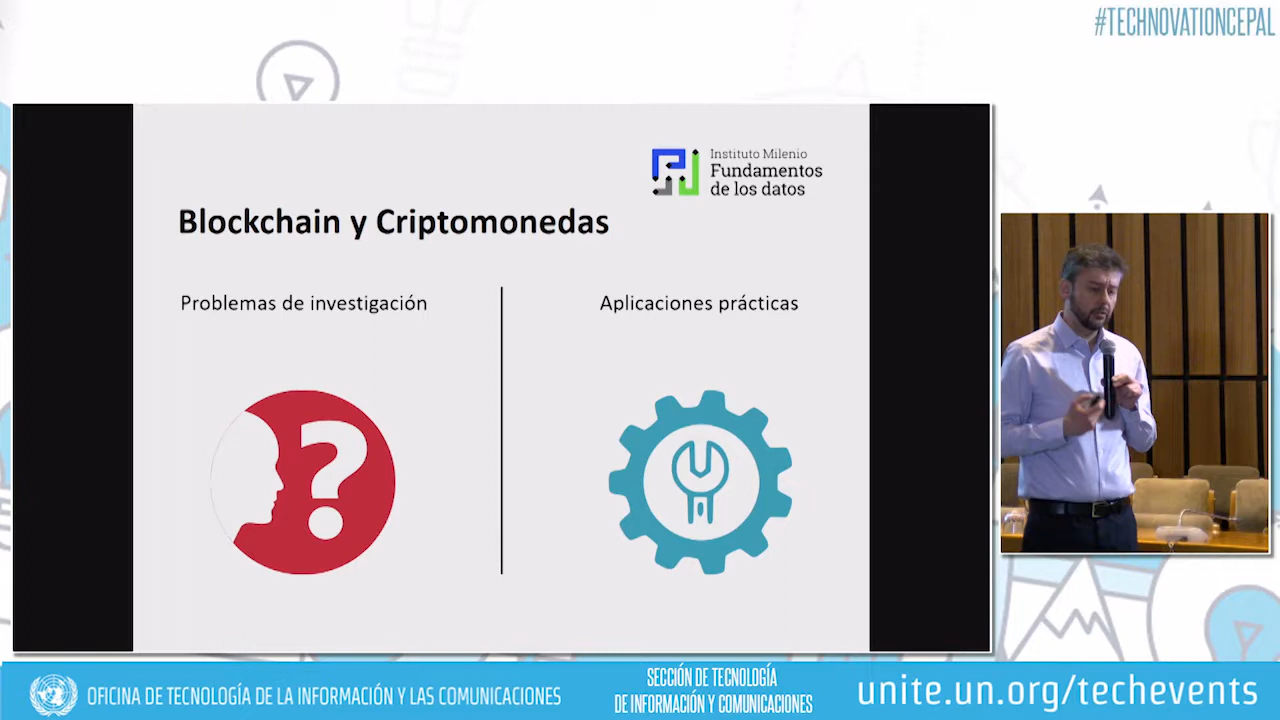 #TECHNOVATIONCEPAL
Instituto Milenio
Fundamentos
de los datos
Blockchain y Criptomonedas
Problemas de investigación
Aplicaciones prácticas
OFICINA DE TECNOLOGÍA DE LA INFORMACIÓN Y LAS COMUNICACIONES
SECCIÓN DE TECNOLOGÍA
DE INFORMACIÓN Y COMUNICACIONES
unite.un.org/techevents